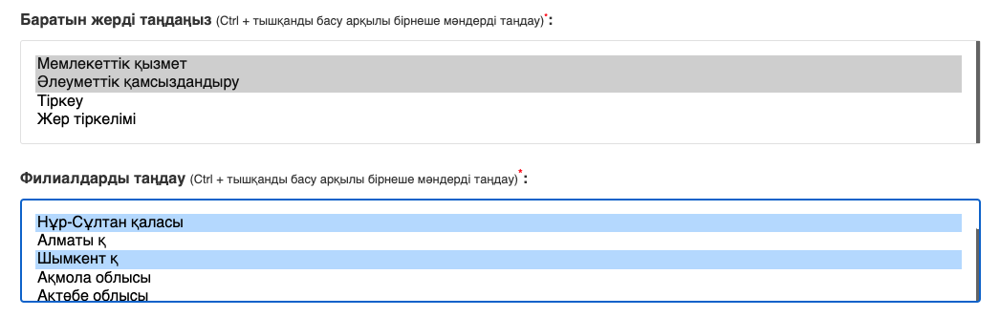 Баратын жерді таңдаңыз (Ctrl + тышқанды басу арқылы бірнеше мәндерді таңдау)*:
Мемлекеттік қызмет
Әлеуметтік қамсыздандыру
Тіркеу
Жер тіркелімі
Филиалдарды таңдау (Ctrl + тышқанды басу арқылы бірнеше мәндерді таңдау)*:
Нұр-Сұлтан қаласы
Алматы қ
Шымкент қ
Ақмола облысы
Ақтөбе облысы